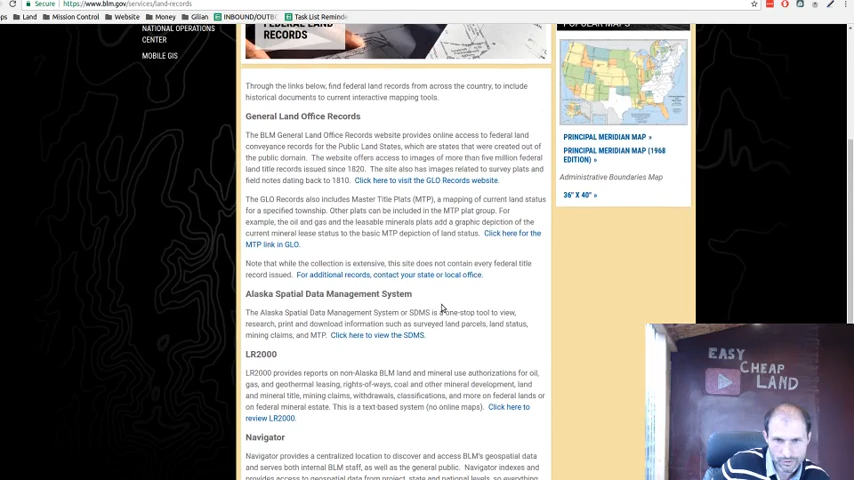 Secure
https://www.blm.gov/services/land-records
ps Land Mission Control Website Money Gilian INBOUND/OUTB Task List Remind
NATIONAL OPERATIONS
CENTER
MOBILE GIS
FEDERAL LAND
RECORDS
POPULAR MAPS
Through the links below, find federal land records from across the country, to include
historical documents to current interactive mapping tools.
General Land Office Records
The BLM General Land Office Records website provides online access to federal land
conveyance records for the Public Land States, which are states that were created out of
the public domain. The website offers access to images of more than five million federal
land title records issued since 1820. The site also has images related to survey plats and
field notes dating back to 1810. Click here to visit the GLO Records website.
The GLO Records also includes Master Title Plats (MTP), a mapping of current land status
for a specified township. Other plats can be included in the MTP plat group. For
example, the oil and gas and the leasable minerals plats add a graphic depiction of the
current mineral lease status to the basic MTP depiction of land status. Click here for the
MTP link in GLO.
Note that while the collection is extensive, this site does not contain every federal title
record issued. For additional records, contact your state or local office.
Alaska Spatial Data Management System
The Alaska Spatial Data Management System or SDMS is a one-stop tool to view,
research, print and download information such as surveyed land parcels, land status,
mining claims, and MTP. Click here to view the SDMS.
LR2000
LR2000 provides reports on non-Alaska BLM land and mineral use authorizations for oil,
gas, and geothermal leasing, rights-of-ways, coal and other mineral development, land
and mineral title, mining claims, withdrawals, classifications, and more on federal lands or
on federal mineral estate. This is a text-based system (no online maps). Click here to
review LR2000.
Navigator
Navigator provides a centralized location to discover and access BLM's geospatial data
and serves both internal BLM staff, as well as the general public. Navigator indexes and
provides access to geospatial data from project, state and national levels, so everything
PRINCIPAL MERIDIAN MAP »
PRINCIPAL MERIDIAN MAP (1968
EDITION) »
Administrative Boundaries Map
36" X 40" »
EASY
CHEAP
LAND